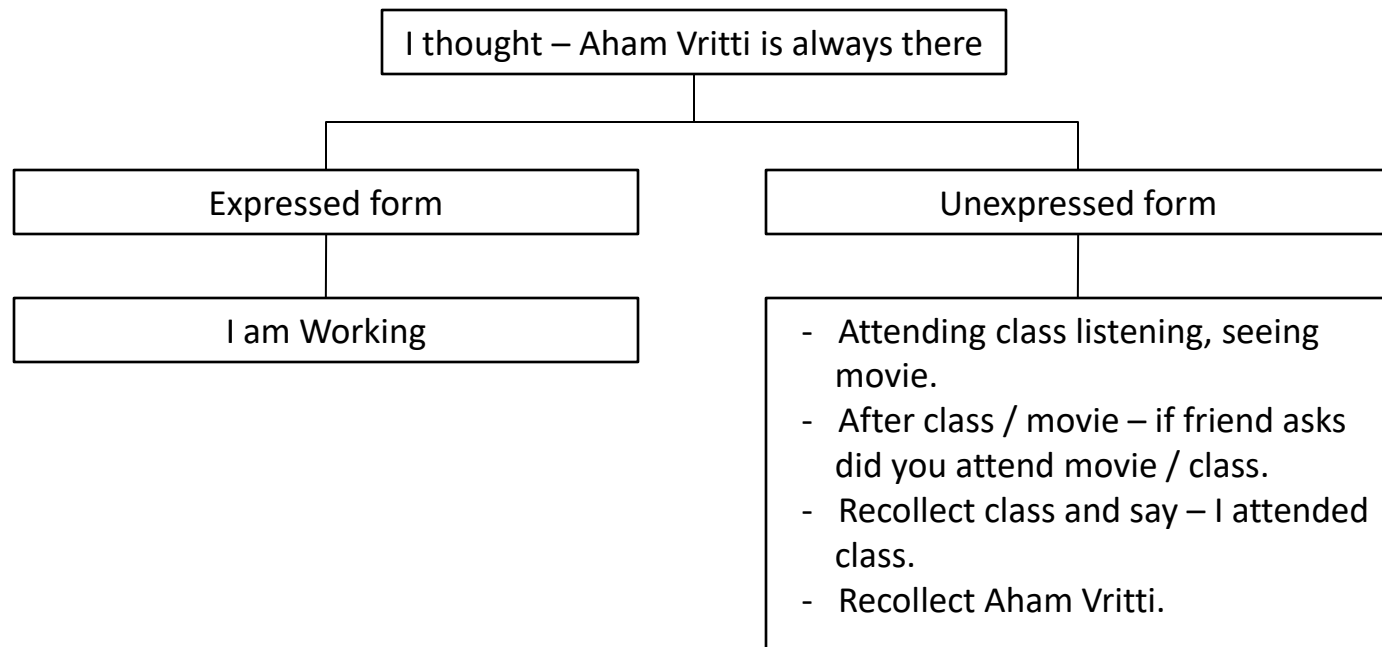 I thought – Aham Vritti is always there
Expressed form
Unexpressed form
I am Working
- Attending class listening, seeing
movie.
- After class / movie – if friend asks
did you attend movie / class.
- Recollect class and say – I attended
class.
- Recollect Aham Vritti.